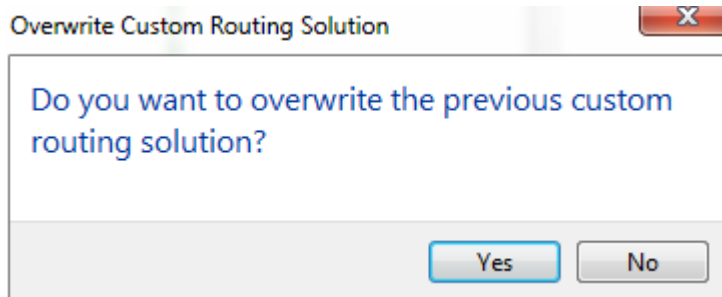 Overwrite Custom Routing Solution
Do you want to overwrite the previous custom
routing solution?
Yes No